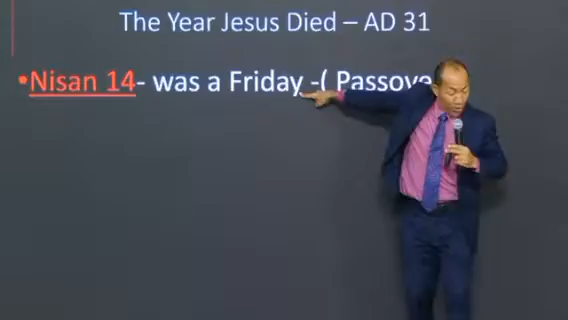 The Year Jesus Died – AD 31
•Nisan 14- was a Friday -( Passove